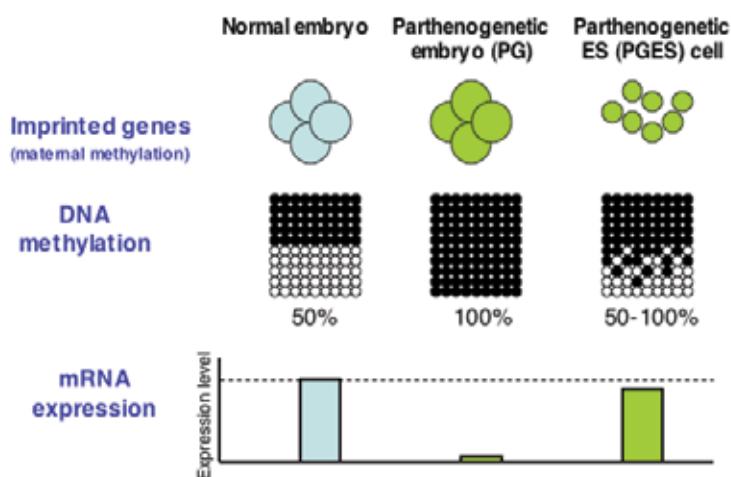 Normal embryo
Parthenogenetic
embryo (PG)
Parthenogenetic
ES (PGES) cell
Imprinted genes
(maternal methylation)
DNA
methylation
50%
100%
50-100%
mRNA
expression
Expression level